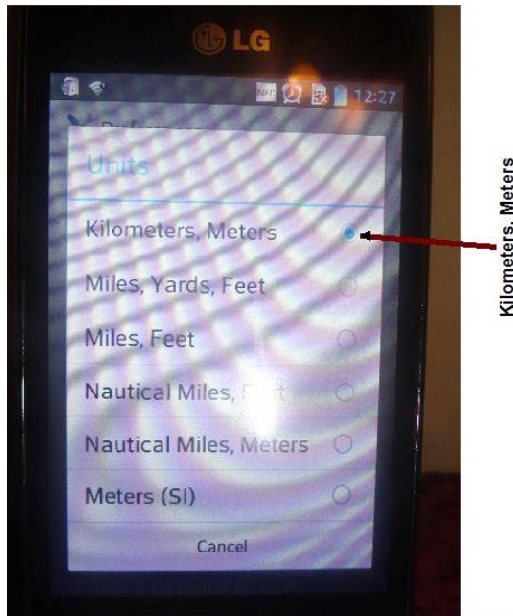 LG
NFC
12:27
Units
Kilometers, Meters
Miles, Yards, Feet
Miles, Feet
Nautical Miles,
Nautical Miles, Meters
Meters (SI)
Cancel
Kilometers, Meters